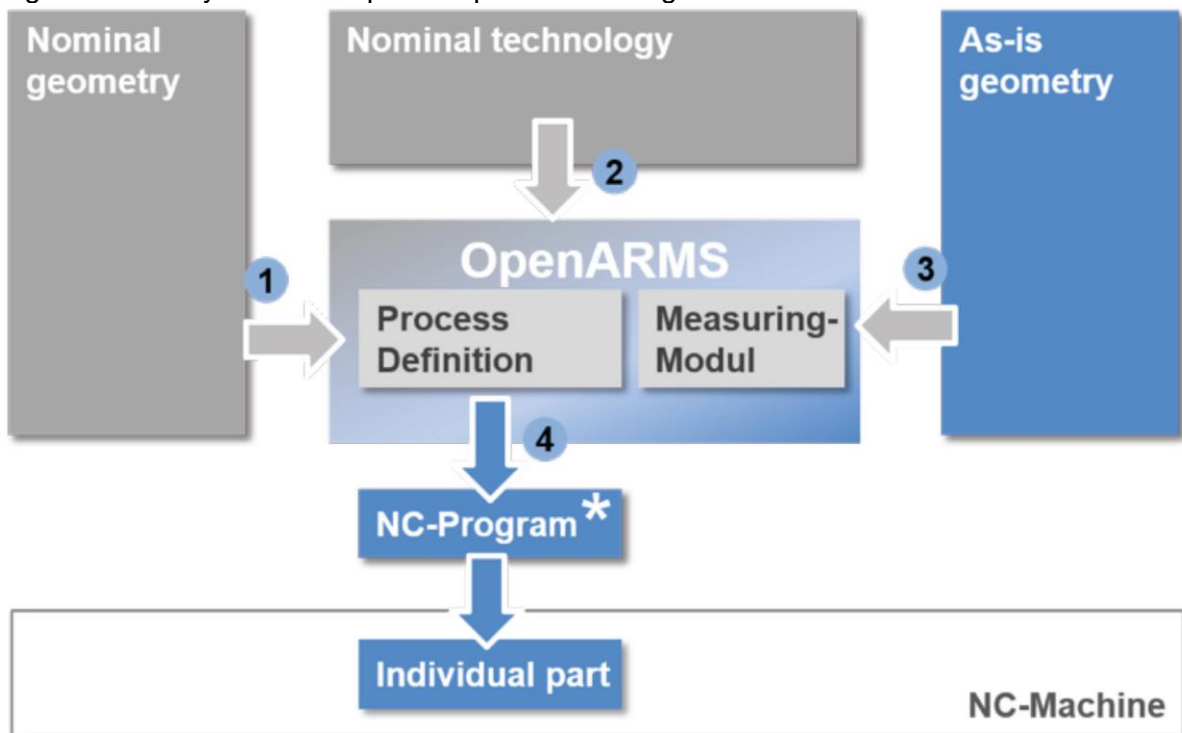 Nominal
geometry
Nominal technology
As-is
geometry
2
1
OpenARMS
3
Process
Definition
Measuring-
Modul
4
NC-Program*
Individual part
NC-Machine